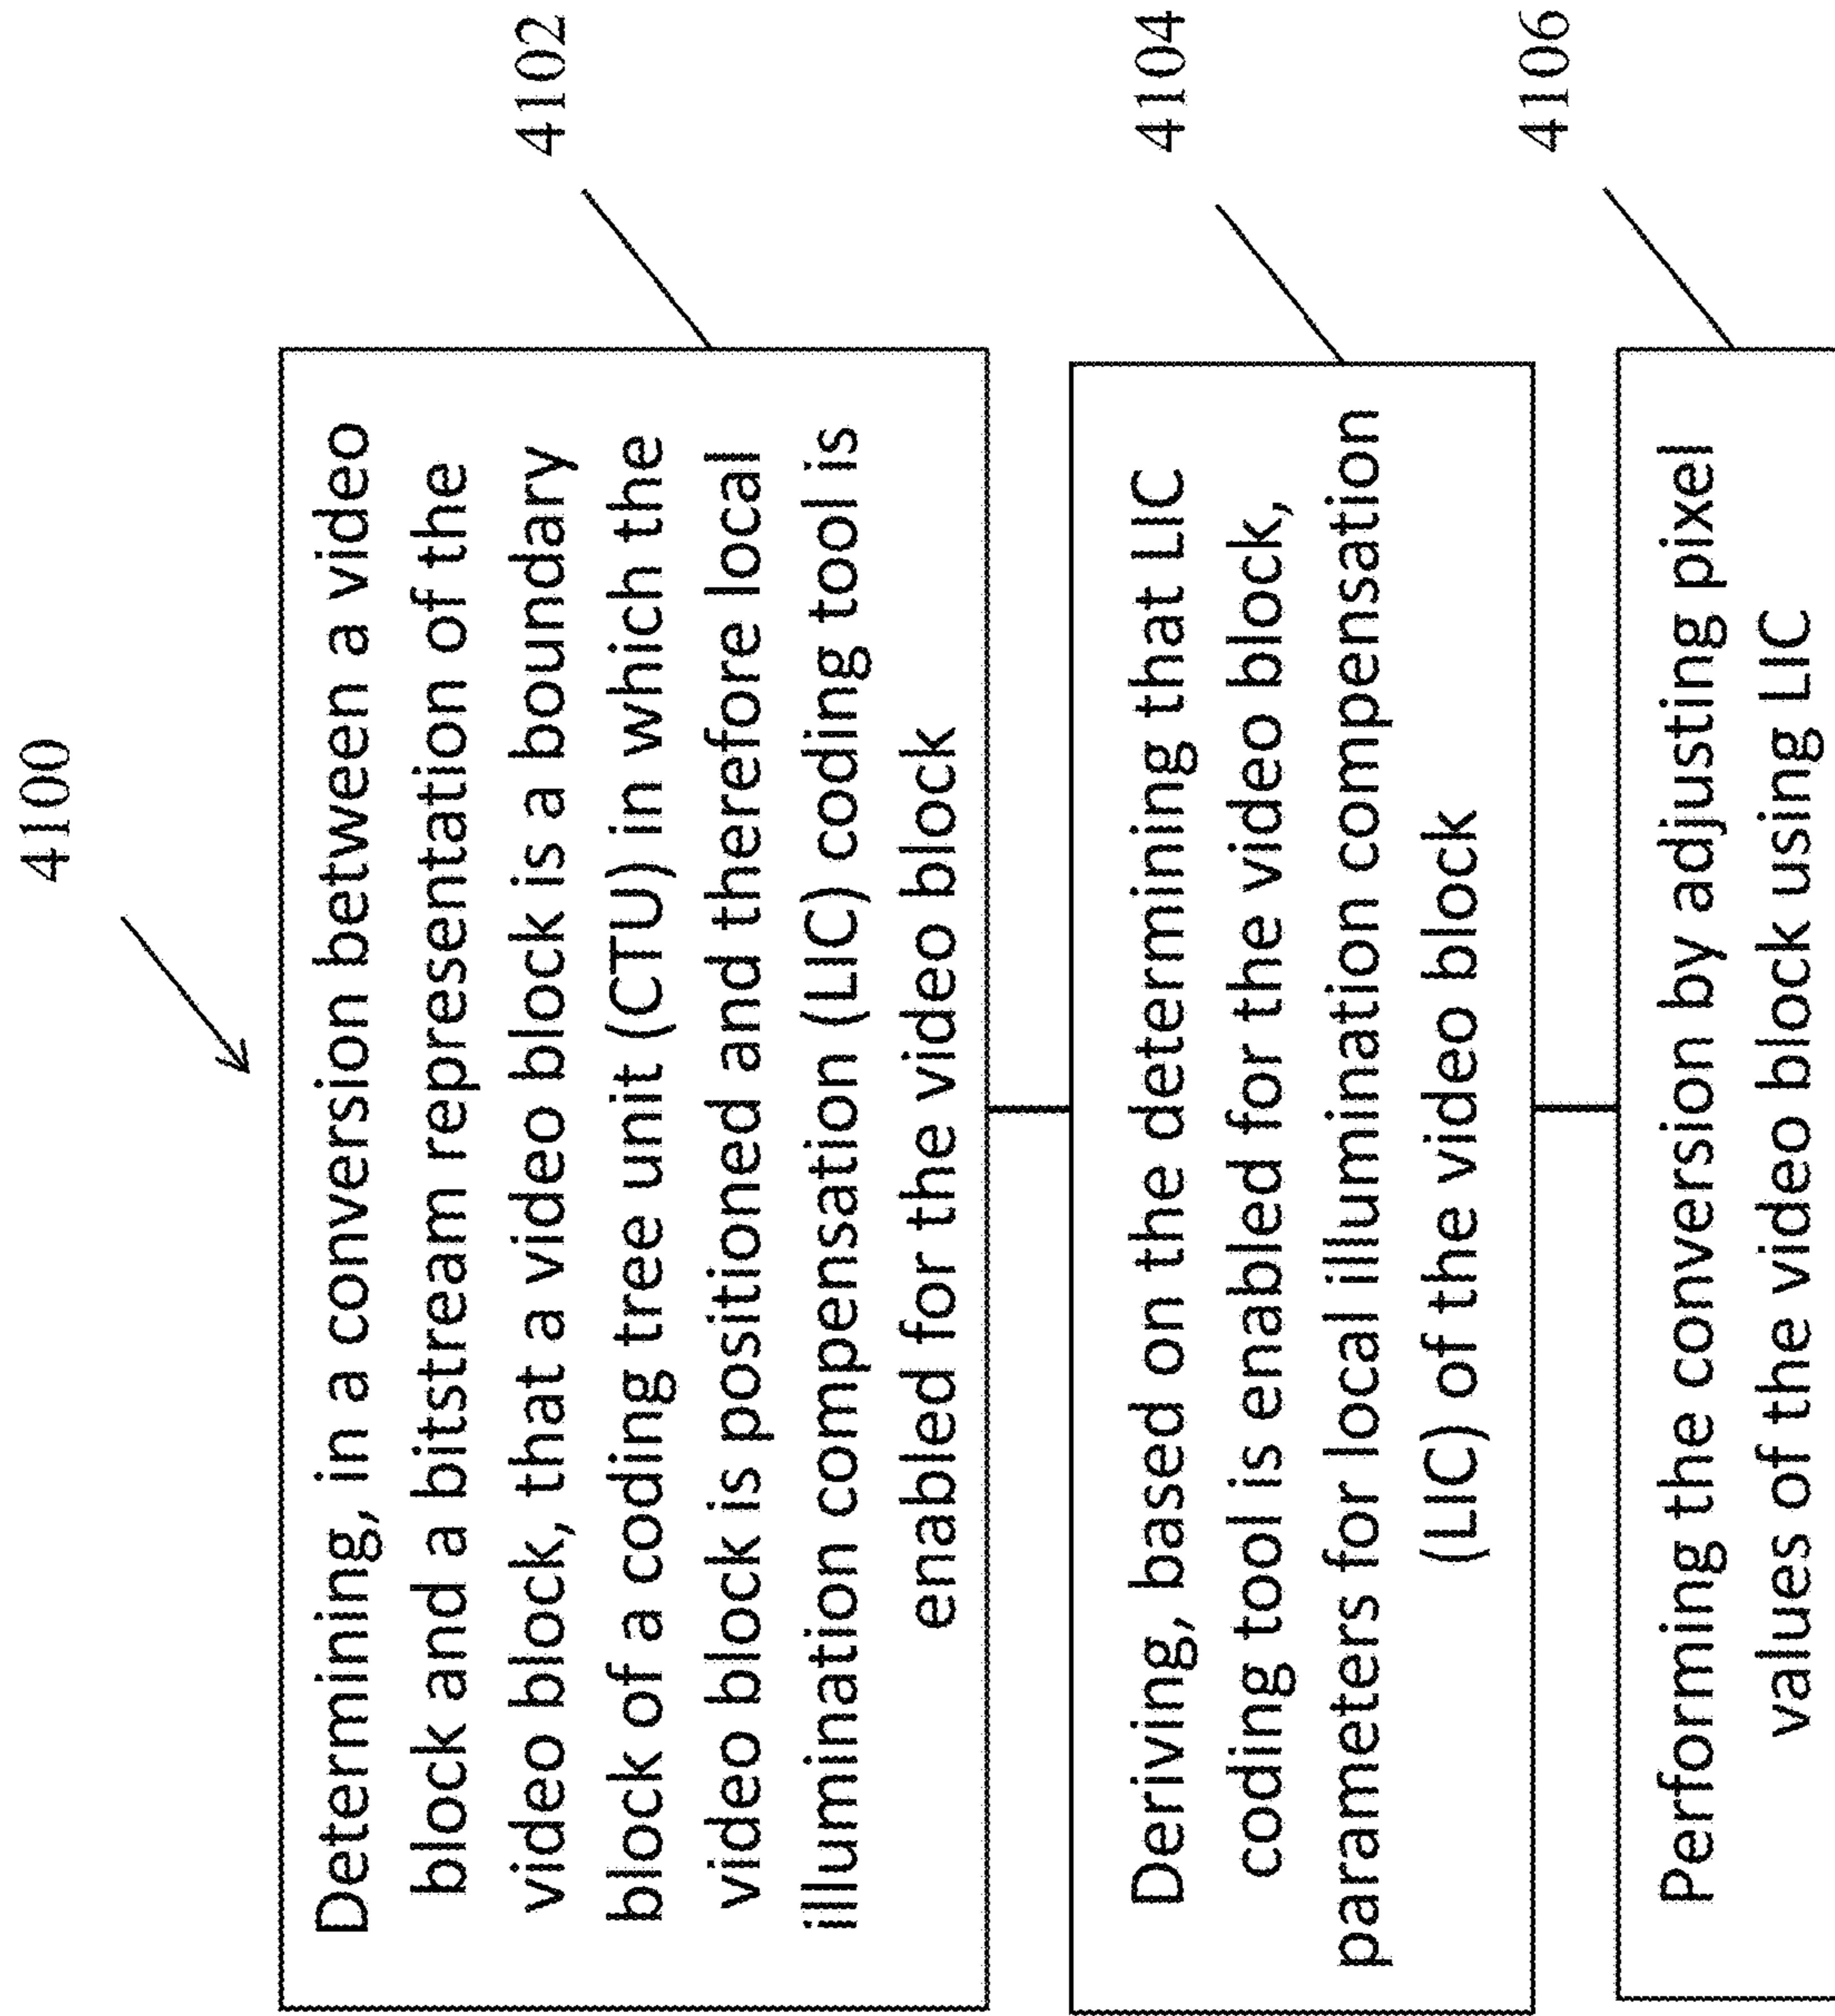 4100
Determining, in a conversion between a video
block and a bitstream representation of the
video block, that a video block is a boundary
block of a coding tree unit (CTU) in which the
video block is positioned and therefore local
illumination compensation (LIC) coding tool is
enabled for the video block
4102
Deriving, based on the determining that LIC
coding tool is enabled for the video block,
parameters for local illumination compensation
(LIC) of the video block
4104
Performing the conversion by adjusting pixel
values of the video block using LIC
4106